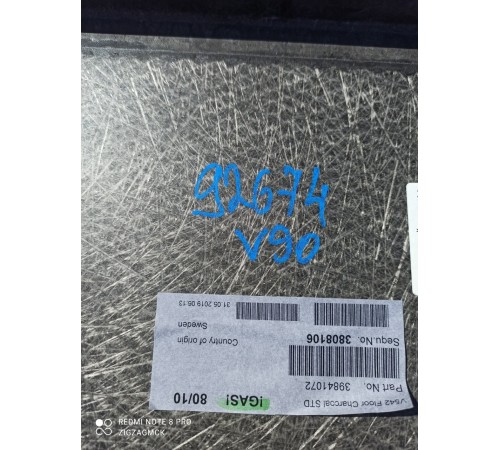 92674
V90
V542 Floor Charcoal STD
Part No. 39841072
Sequ.No. 3808106
!GAS!
80/10
Country of origin
Sweden
31.05.2019 05:13
REDMI NOTE 8 PRO
ZIGZAGMCK